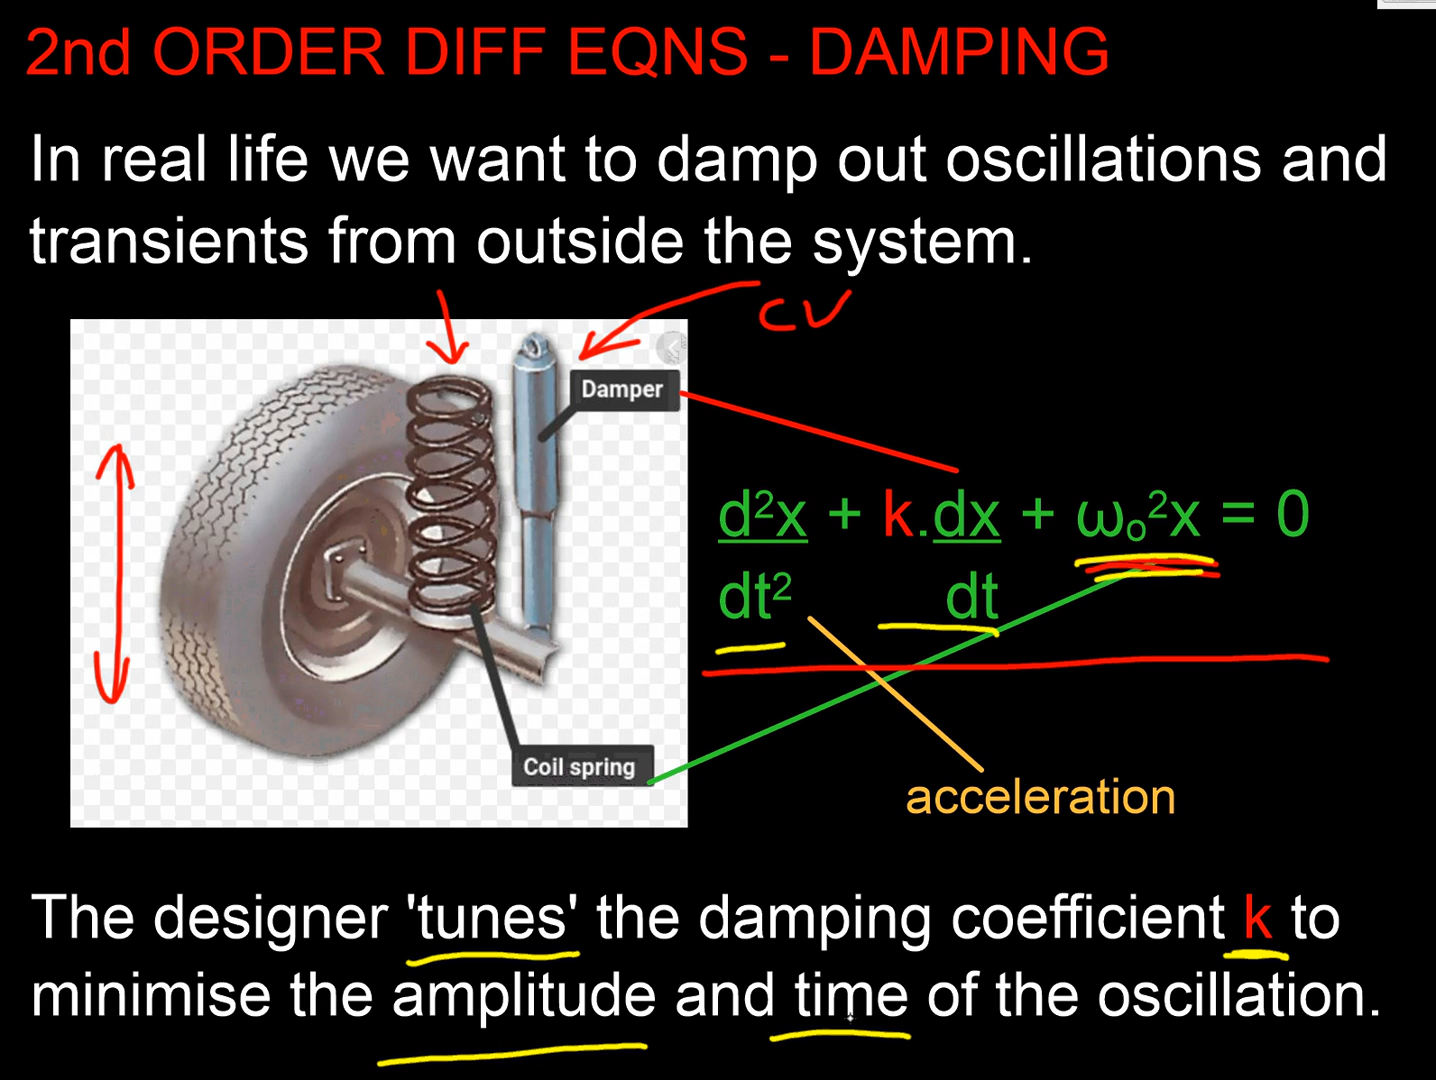 2nd ORDER DIFF EQNS - DAMPING
In real life we want to damp out oscillations and
transients from outside the system.
cv
Damper
d²x + k.dx + ωₒ²x = 0
dt² dt
Coil spring
acceleration
The designer 'tunes' the damping coefficient k to
minimise the amplitude and time of the oscillation.